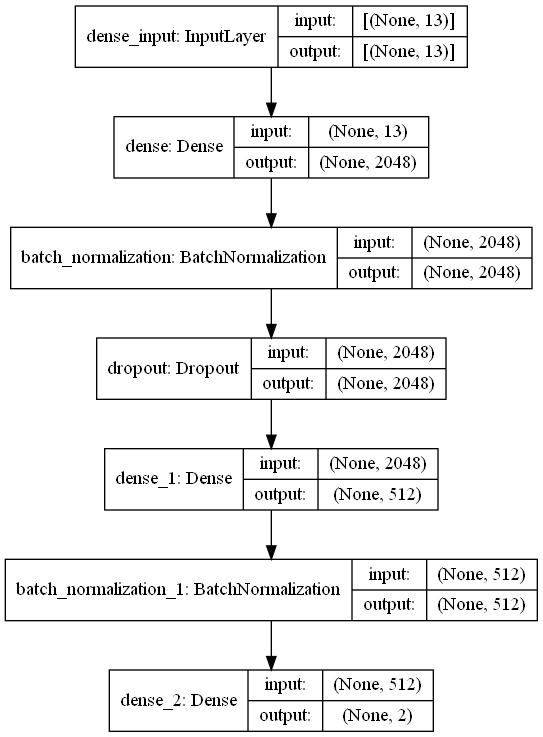 dense_input: InputLayer
input:
[(None, 13)]
output:
[(None, 13)]
dense: Dense
input:
(None, 13)
output:
(None, 2048)
batch_normalization: BatchNormalization
input:
(None, 2048)
output:
(None, 2048)
dropout: Dropout
input:
(None, 2048)
output:
(None, 2048)
dense_1: Dense
input:
(None, 2048)
output:
(None, 512)
batch_normalization_1: BatchNormalization
input:
(None, 512)
output:
(None, 512)
dense_2: Dense
input:
(None, 512)
output:
(None, 2)